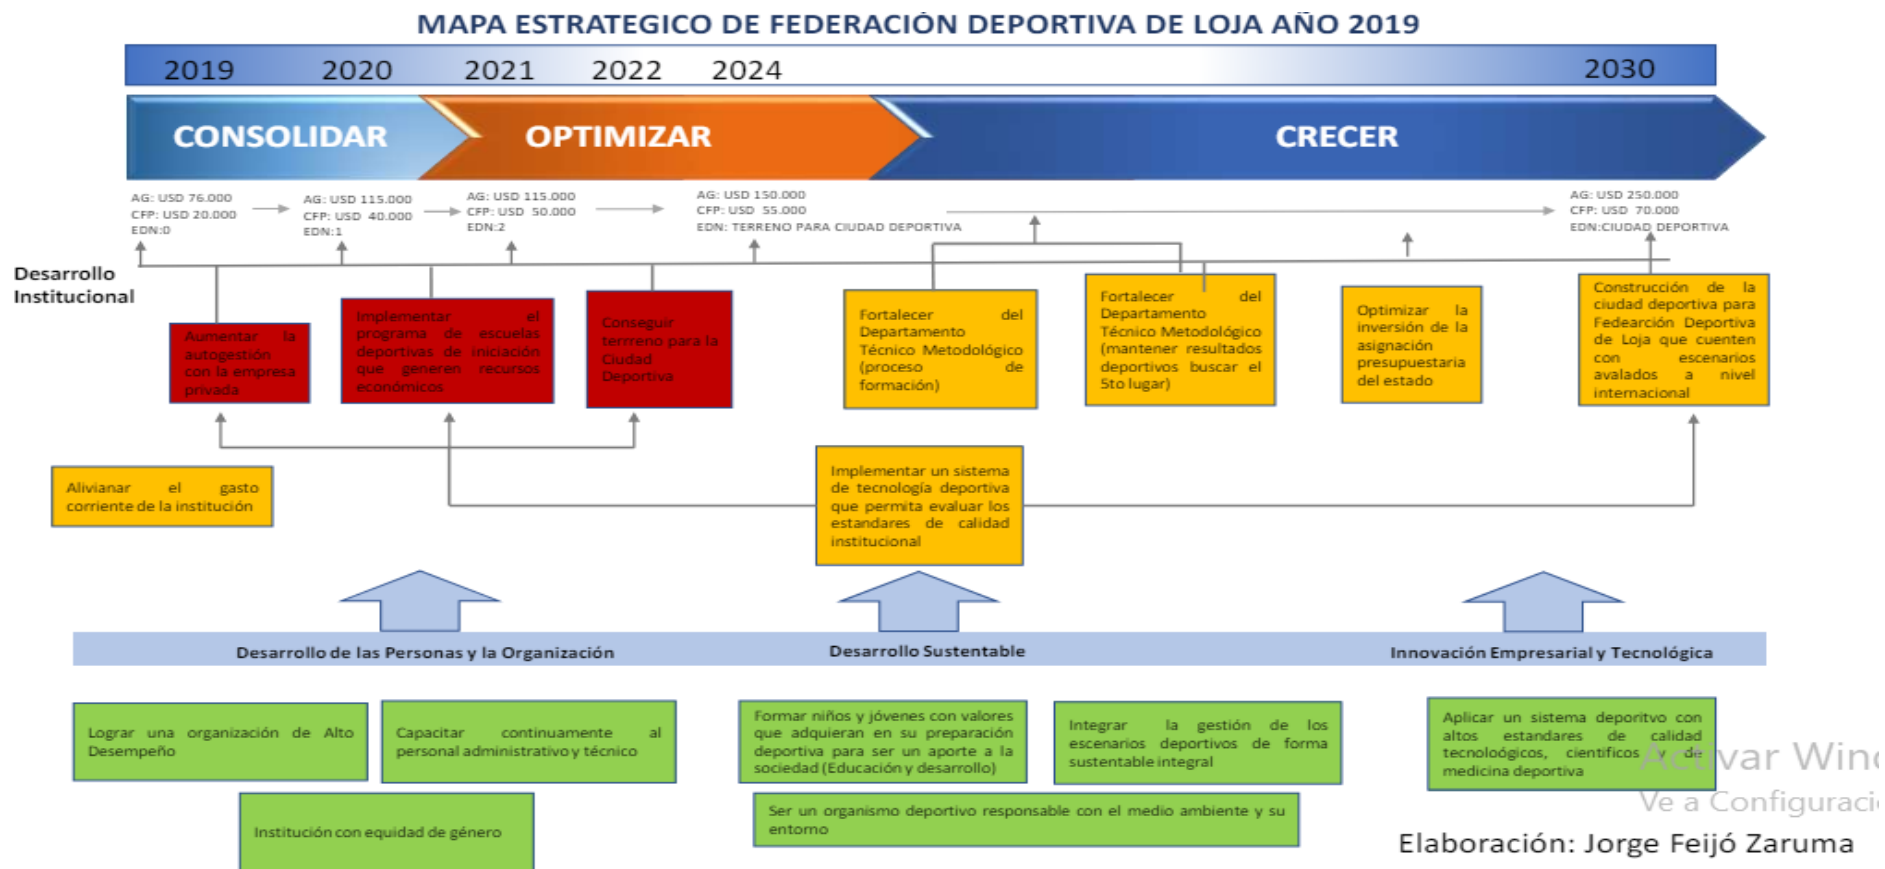 MAPA ESTRATEGICO DE FEDERACIÓN DEPORTIVA DE LOJA AÑO 2019
2019 2020 2021 2022 2024 2030
CONSOLIDAR
OPTIMIZAR
CRECER
AG: USD 76.000
CFP: USD 20.000
EDN:0
AG: USD 115.000
CFP: USD 40.000
EDN:1
AG: USD 115.000
CFP: USD 50.000
EDN:2
AG: USD 150.000
CFP: USD 55.000
EDN: TERRENO PARA CIUDAD DEPORTIVA
AG: USD 250.000
CFP: USD 70.000
EDN:CIUDAD DEPORTIVA
Desarrollo
Institucional
Aumentar la
autogestión
con la empresa
privada
Implementar el
programa de escuelas
deportivas de iniciación
que generen recursos
económicos
Conseguir
terrreno para la
Ciudad
Deportiva
Fortalecer del
Departamento
Técnico Metodológico
(proceso de
formación)
Fortalecer del
Departamento
Técnico Metodológico
(mantener resultados
deportivos buscar el
5to lugar)
Optimizar la
inversión de la
asignación
presupuestaria
del estado
Construcción de la
ciudad deportiva para
Fedearción Deportiva
de Loja que cuenten
con escenarios
avalados a nivel
internacional
Alivianar el gasto
corriente de la institución
Implementar un sistema
de tecnología deportiva
que permita evaluar los
estandares de calidad
institucional
Desarrollo de las Personas y la Organización
Desarrollo Sustentable
Innovación Empresarial y Tecnológica
Lograr una organización de Alto
Desempeño
Capacitar continuamente al
personal administrativo y técnico
Institución con equidad de género
Formar niños y jóvenes con valores
que adquieran en su preparación
deportiva para ser un aporte a la
sociedad (Educación y desarrollo)
Integrar la gestión de los
escenarios deportivos de forma
sustentable integral
Ser un organismo deportivo responsable con el medio ambiente y su
entorno
Aplicar un sistema deporitvo con
altos estandares de calidad
tecnoloógicos, cientificos y de
medicina deportiva
Activar Wind
Ve a Configuració
Elaboración: Jorge Feijó Zaruma